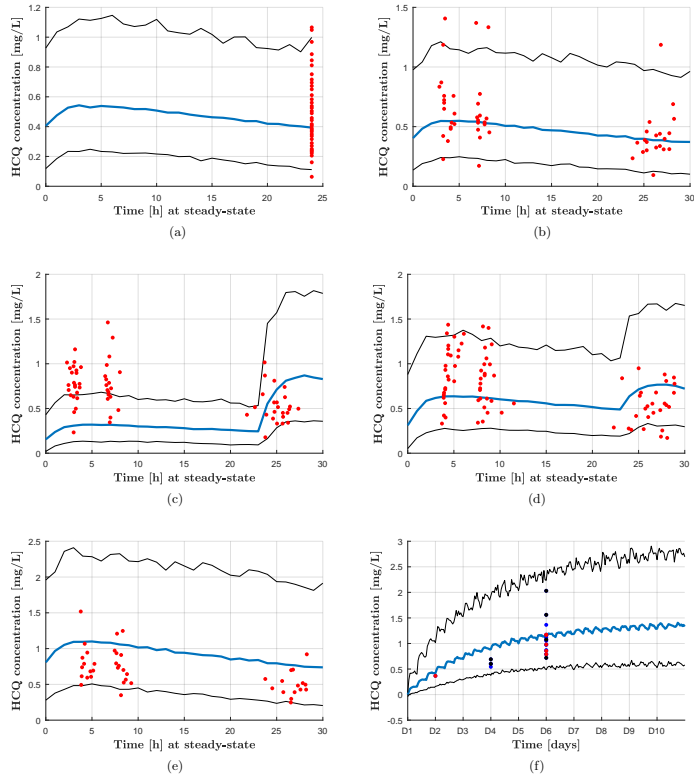 HCQ concentration [mg/L]
1.2
1
0.8
0.6
0.4
0.2
0
0 5 10 15 20 25
Time [h] at steady-state
(a)
HCQ concentration [mg/L]
1.5
1
0.5
0
0 5 10 15 20 25 30
Time [h] at steady-state
(b)
HCQ concentration [mg/L]
2
1.5
1
0.5
0
0 5 10 15 20 25 30
Time [h] at steady-state
(c)
HCQ concentration [mg/L]
2
1.5
1
0.5
0
0 5 10 15 20 25 30
Time [h] at steady-state
(d)
HCQ concentration [mg/L]
2.5
2
1.5
1
0.5
0
0 5 10 15 20 25 30
Time [h] at steady-state
(e)
HCQ concentration [mg/L]
3
2.5
2
1.5
1
0.5
0
-0.5
D1 D2 D3 D4 D5 D6 D7 D8 D9 D10
Time [days]
(f)